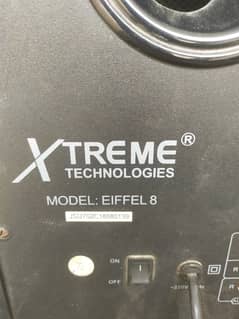 XTREME®
TECHNOLOGIES
MODEL: EIFFEL 8
ON
OFF
R
R